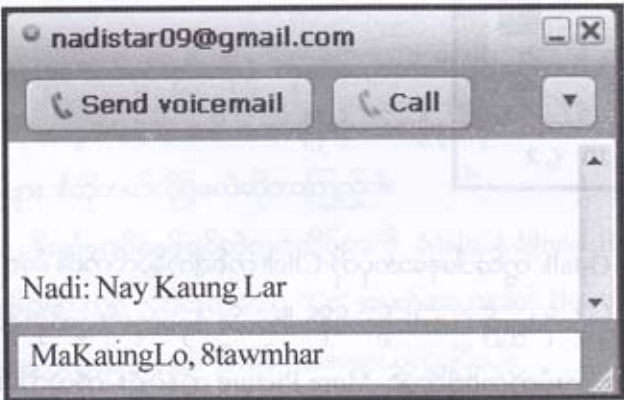 nadistar09@gmail.com
Send voicemail
Call
Nadi: Nay Kaung Lar
MaKaungLo, 8tawmhar